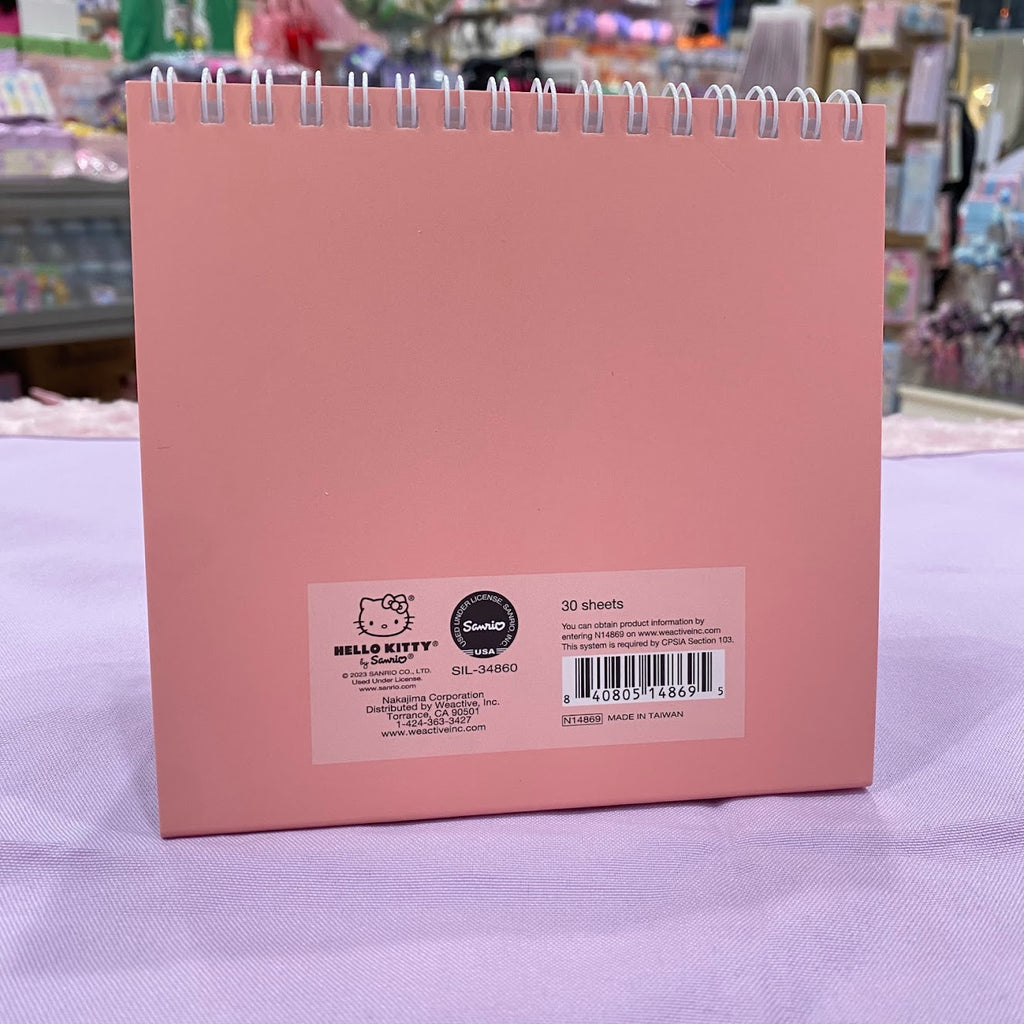 HELLO KITTY®
by Sanrio®
© 2023 SANRIO CO., LTD.
Used Under License.
www.sanrio.com
USED UNDER LICENSE. SANRIO, INC.
Sanrio
USA
SIL-34860
Nakajima Corporation
Distributed by Weactive, Inc.
Torrance, CA 90501
1-424-363-3427
www.weactiveinc.com
30 sheets
You can obtain product information by
entering N14869 on www.weactiveinc.com
This system is required by CPSIA Section 103.
8 40805 14869 5
N14869 MADE IN TAIWAN